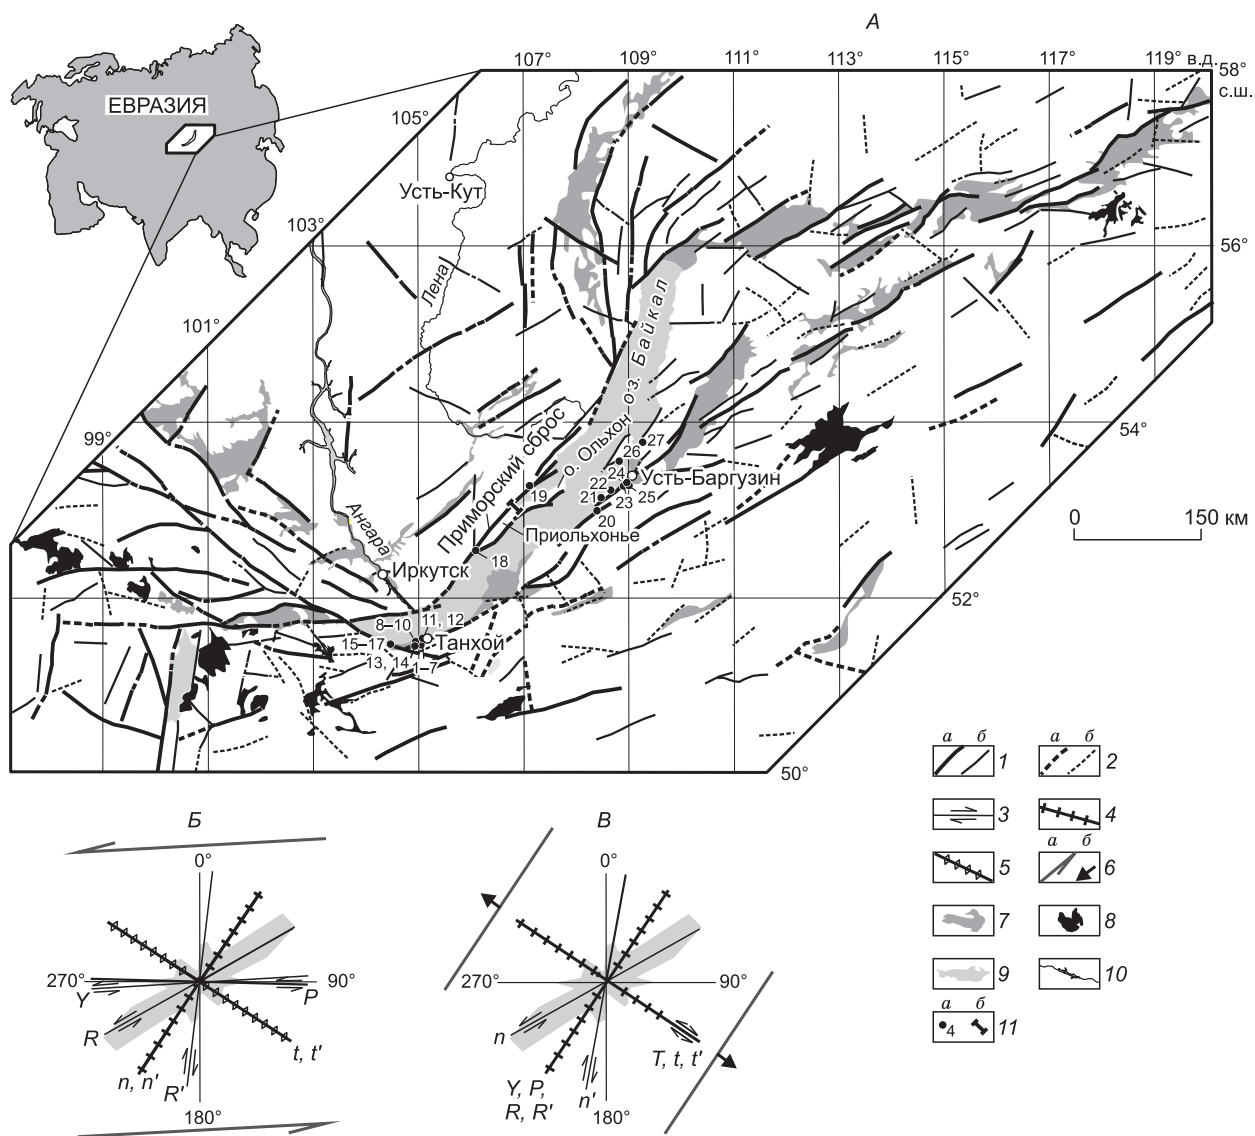 А
107° 109° 111° 113° 115° 117° 119° в.д.
58°
с.ш.
ЕВРАЗИЯ
105°
Усть-Кут
103°
56°
Лена
оз. Байкал
101°
54°
99°
о. Ольхон
Приморский сброс
27
26
24
Усть-Баргузин
22
21
19
23
25
20
0 150 км
Ангара
Приольхонье
18
Иркутск
52°
8–10
11, 12
15–17
Танхой
13, 14
1–7
50°
а б
1
а б
2
3
4
5
а б
6
7
8
9
10
а б
4
11
Б
0°
270°
90°
Y
P
R
t, t'
n, n'
R'
180°
В
0°
270°
90°
n
T, t, t'
Y, P,
R, R'
n'
180°